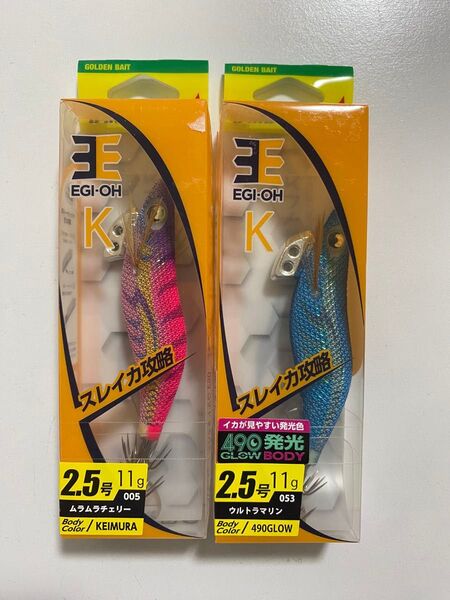 GOLDEN BAIT
EGI-OH
K
スレイカ攻略
2.5号 11g
005
ムラムラチェリー
Body Color / KEIMURA
GOLDEN BAIT
EGI-OH
K
スレイカ攻略
イカが見やすい発光色
490 発光
GLOW BODY
2.5号 11g
053
ウルトラマリン
Body Color / 490GLOW